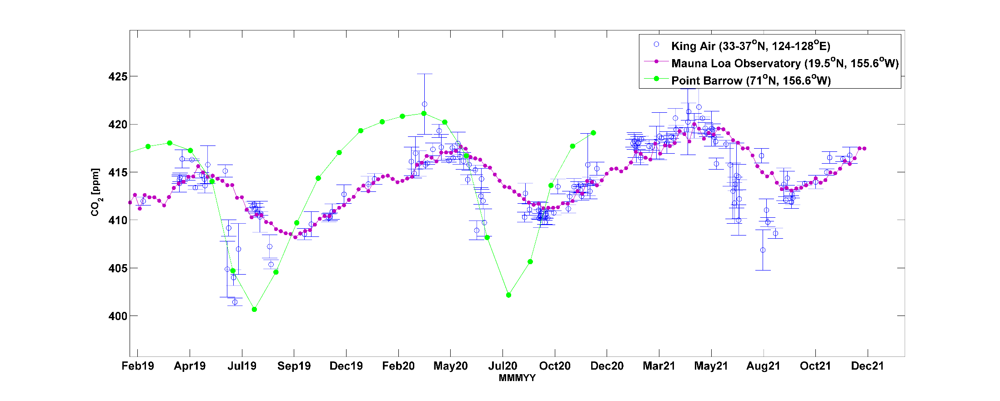 King Air (33-37°N, 124-128°E)
Mauna Loa Observatory (19.5°N, 155.6°W)
Point Barrow (71°N, 156.6°W)
425
420
415
410
405
400
CO2 [ppm]
Feb19 Apr19 Jul19 Sep19 Dec19 Feb20 May20 Jul20 Oct20 Dec20 Mar21 May21 Aug21 Oct21 Dec21
MMMYY